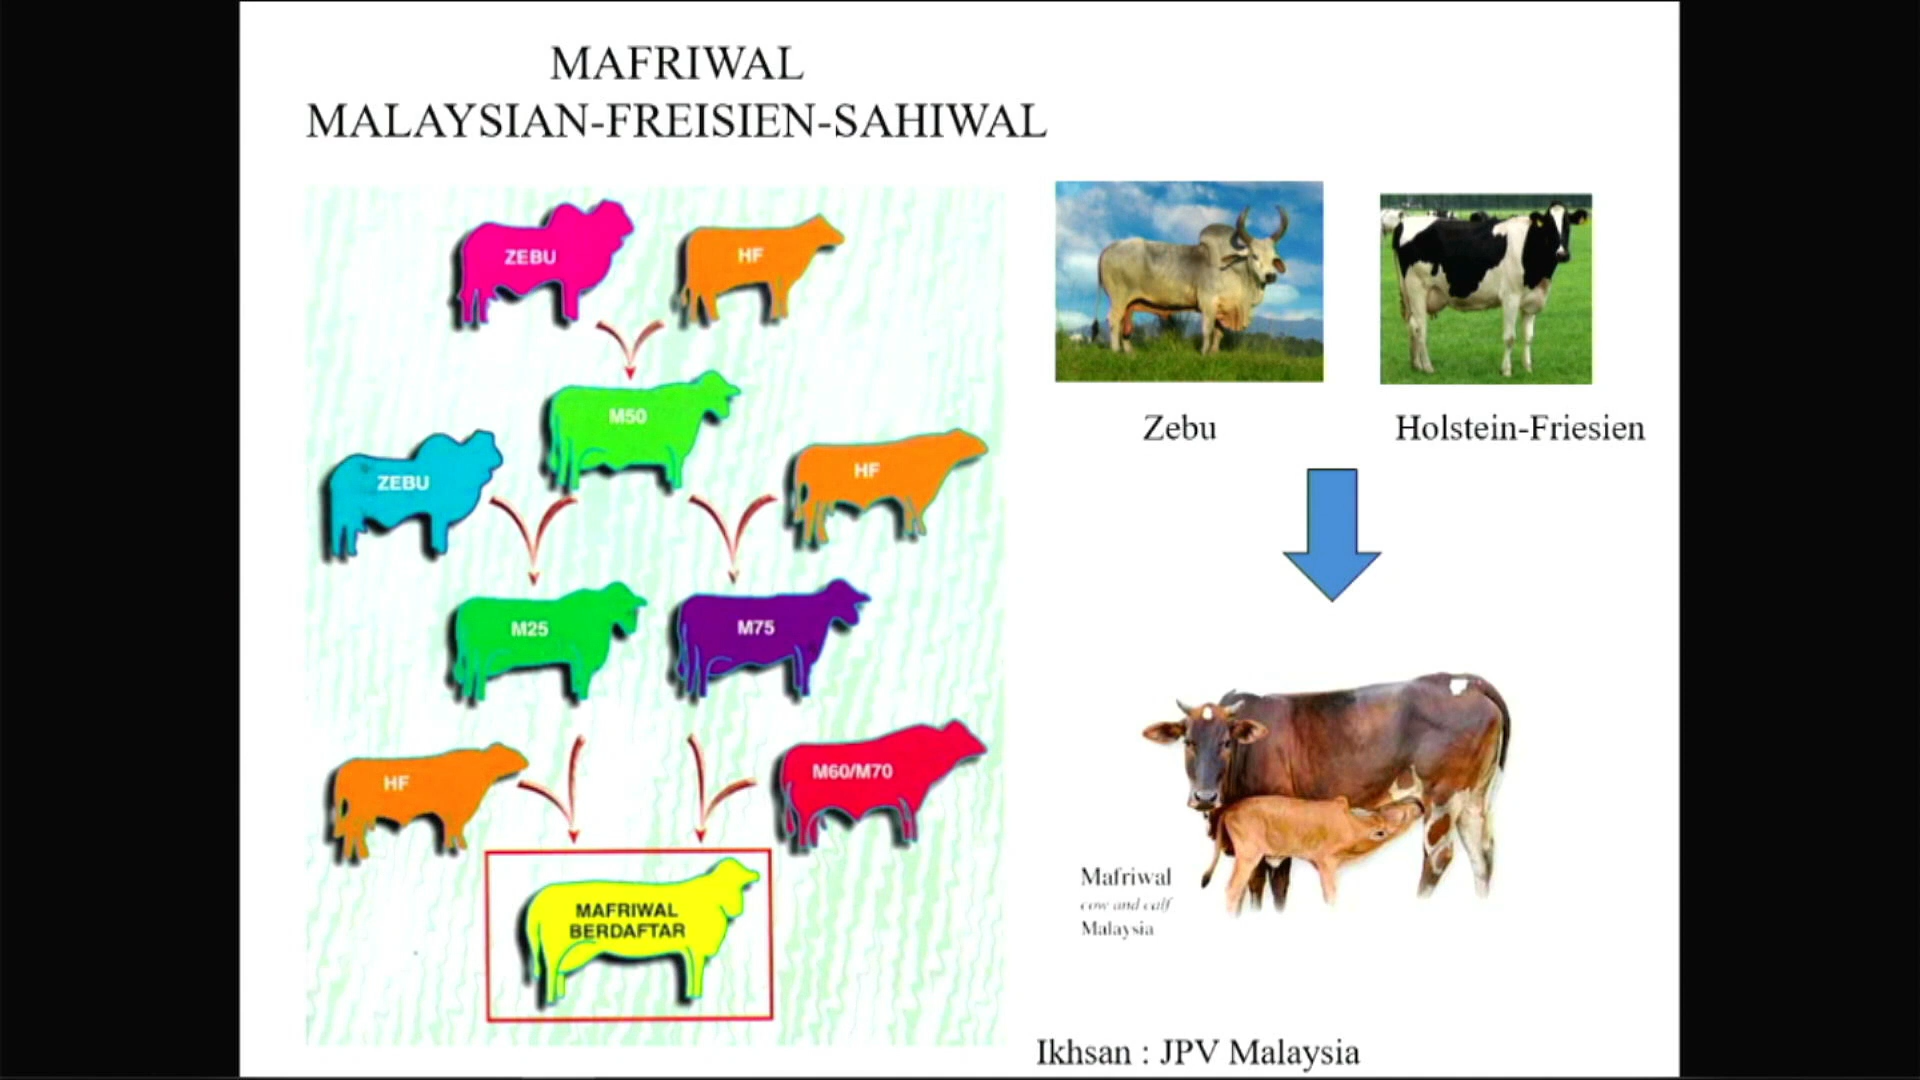 MAFRIWAL
MALAYSIAN-FREISIEN-SAHIWAL
ZEBU
HF
M50
ZEBU
HF
M25
M75
HF
M60/M70
MAFRIWAL
BERDAFTAR
Zebu
Holstein-Friesien
Mafriwal
cow and calf
Malaysia
Ikhsan : JPV Malaysia